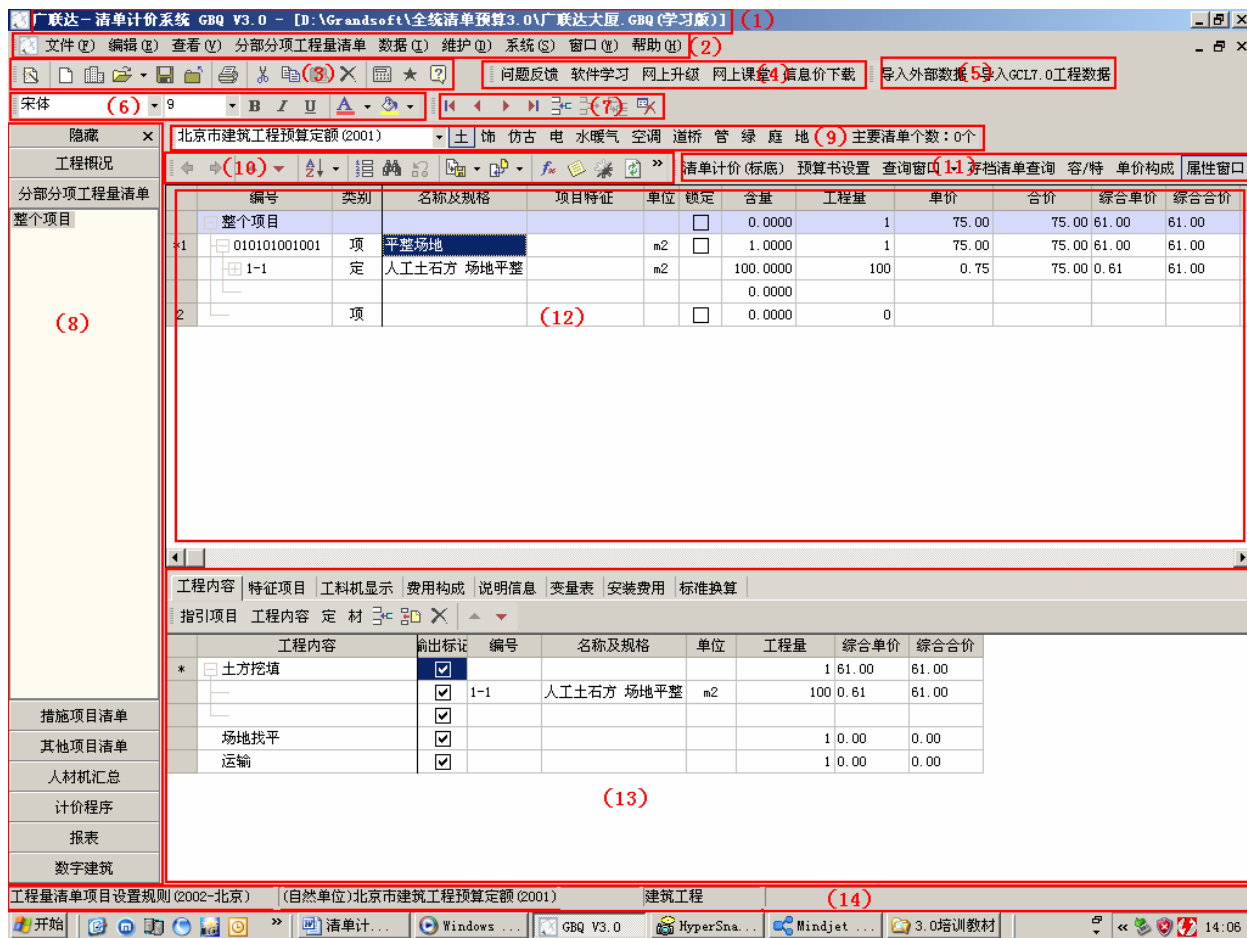 广联达-清单计价系统 GBQ V3.0 - [D:\Grandsoft\全统清单预算3.0\广联达大厦.GBQ(学习版)] (1)
文件(F) 编辑(E) 查看(V) 分部分项工程量清单 数据(I) 维护(D) 系统(S) 窗口(W) 帮助(H) (2)
(3) 问题反馈 软件学习 网上升级 网上课堂 (4) 信息价下载 导入外部数据 (5) 导入GCL7.0工程数据
宋体 (6) 9 B I U A (7)
隐藏 × 北京市建筑工程预算定额(2001) 土 饰 仿古 电 水暖气 空调 道桥 管 绿 庭 地 (9) 主要清单个数：0个
工程概况 (10) 清单计价(标底) 预算书设置 查询窗口 (11) 存档清单查询 容/特 单价构成 属性窗口
分部分项工程量清单 编号 类别 名称及规格 项目特征 单位 锁定 含量 工程量 单价 合价 综合单价 综合合价
整个项目 整个项目 0.0000 1 75.00 75.00 61.00 61.00
*1 010101001001 项 平整场地 m2 1.0000 1 75.00 75.00 61.00 61.00
1-1 定 人工土石方 场地平整 m2 100.0000 100 0.75 75.00 0.61 61.00
0.0000
2 项 0.0000 0
(8) (12)
工程内容 特征项目 工料机显示 费用构成 说明信息 变量表 安装费用 标准换算
指引项目 工程内容 定 材
工程内容 输出标记 编号 名称及规格 单位 工程量 综合单价 综合合价
* 土方挖填 1 61.00 61.00
1-1 人工土石方 场地平整 m2 100 0.61 61.00
场地找平 1 0.00 0.00
运输 1 0.00 0.00
(13)
措施项目清单
其他项目清单
人材机汇总
计价程序
报表
数字建筑
工程量清单项目设置规则(2002-北京) (自然单位)北京市建筑工程预算定额(2001) 建筑工程 (14)
开始 清单计... Windows ... GBQ V3.0 HyperSna... Mindjet ... 3.0培训教材 14:06